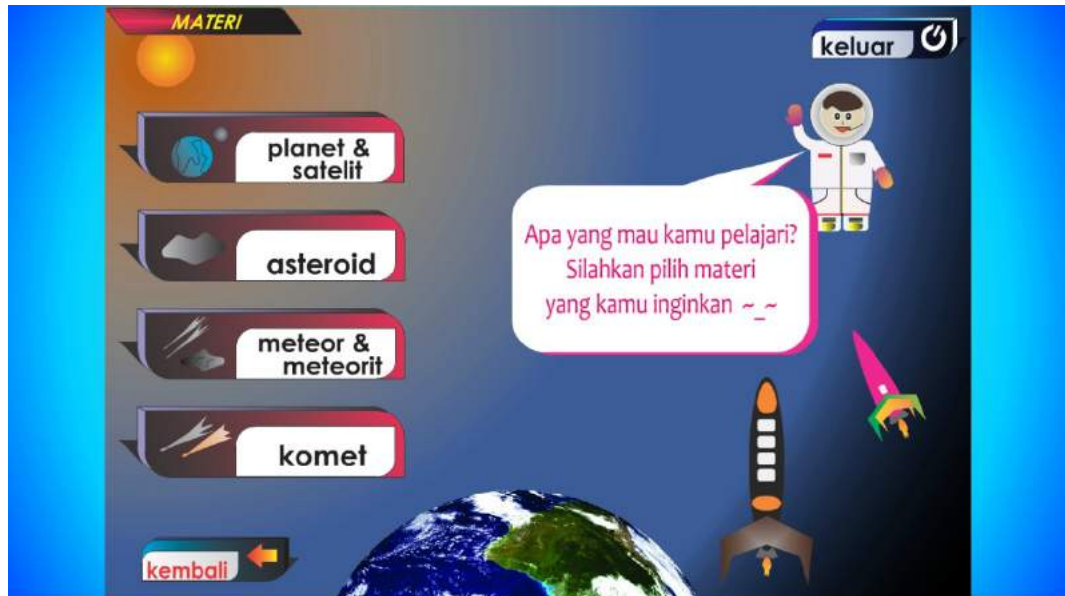 MATERI
keluar
planet &
satelit
asteroid
meteor &
meteorit
komet
Apa yang mau kamu pelajari?
Silahkan pilih materi
yang kamu inginkan ~_~
kembali